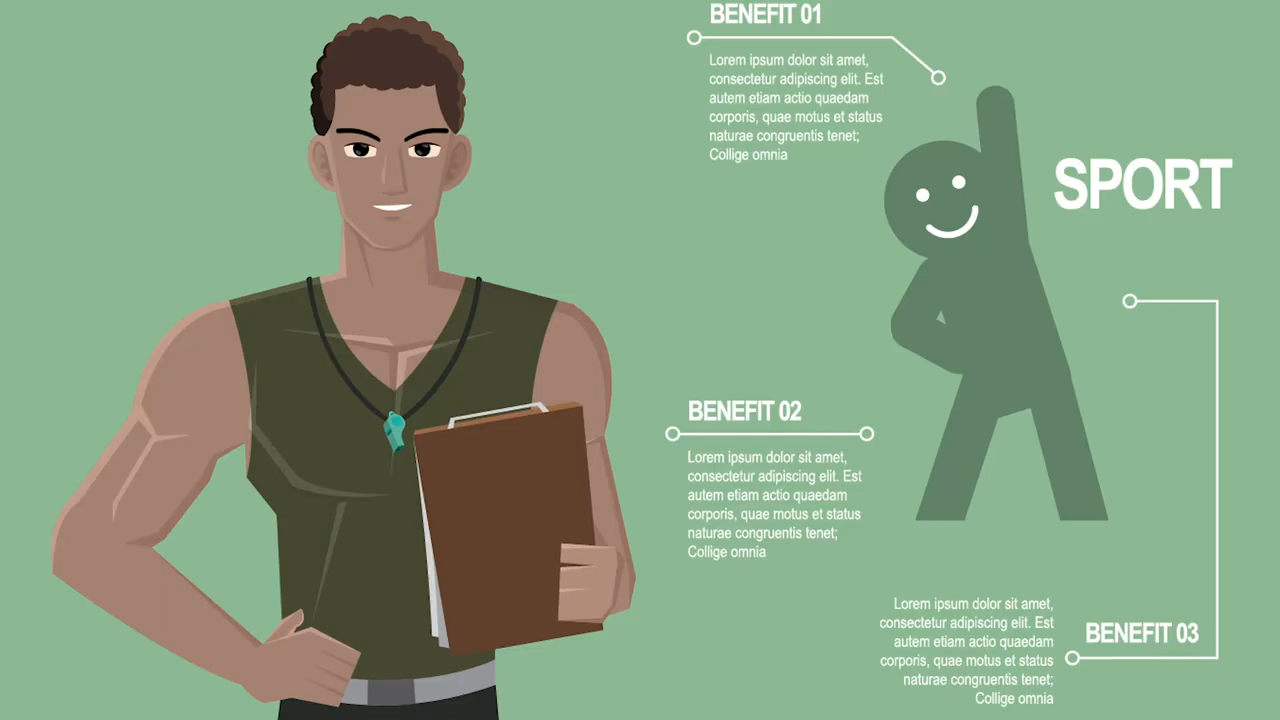 BENEFIT 01
Lorem ipsum dolor sit amet,
consectetur adipiscing elit. Est
autem etiam actio quaedam
corporis, quae motus et status
naturae congruentis tenet;
Collige omnia
SPORT
BENEFIT 02
Lorem ipsum dolor sit amet,
consectetur adipiscing elit. Est
autem etiam actio quaedam
corporis, quae motus et status
naturae congruentis tenet;
Collige omnia
BENEFIT 03
Lorem ipsum dolor sit amet,
consectetur adipiscing elit. Est
autem etiam actio quaedam
corporis, quae motus et status
naturae congruentis tenet;
Collige omnia